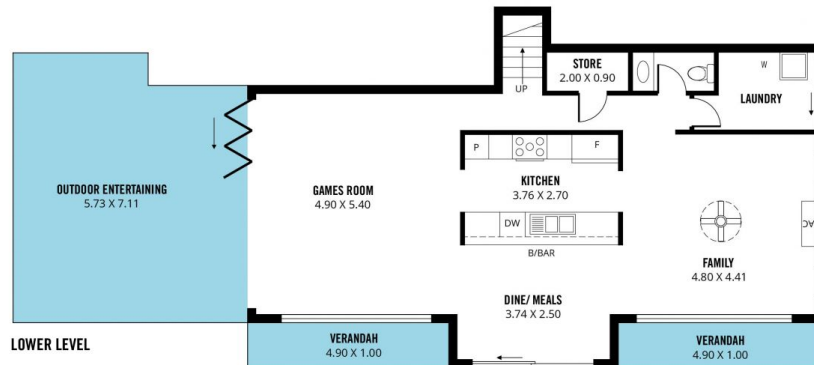 STORE
2.00 X 0.90
W
LAUNDRY
UP
P
F
OUTDOOR ENTERTAINING
5.73 X 7.11
GAMES ROOM
4.90 X 5.40
KITCHEN
3.76 X 2.70
DW
B/BAR
AC
FAMILY
4.80 X 4.41
DINE/ MEALS
3.74 X 2.50
LOWER LEVEL
VERANDAH
4.90 X 1.00
VERANDAH
4.90 X 1.00